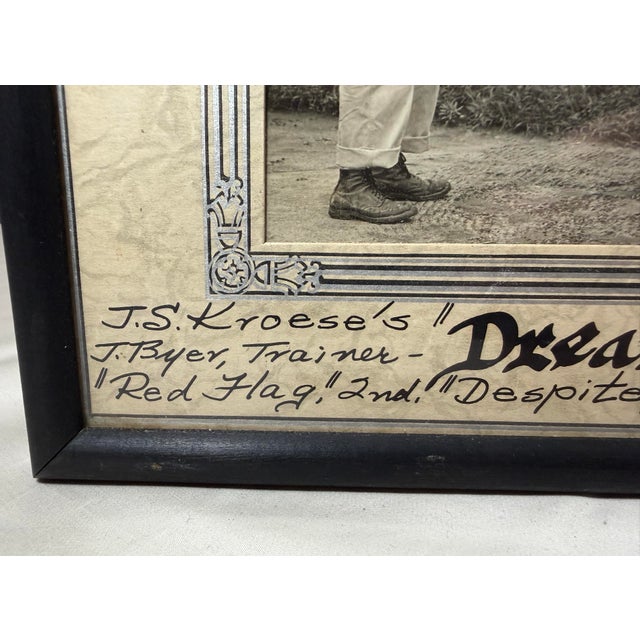 J.S. Kroese's "Drea
J. Byer, Trainer -
"Red Flag," 2nd. "Despite